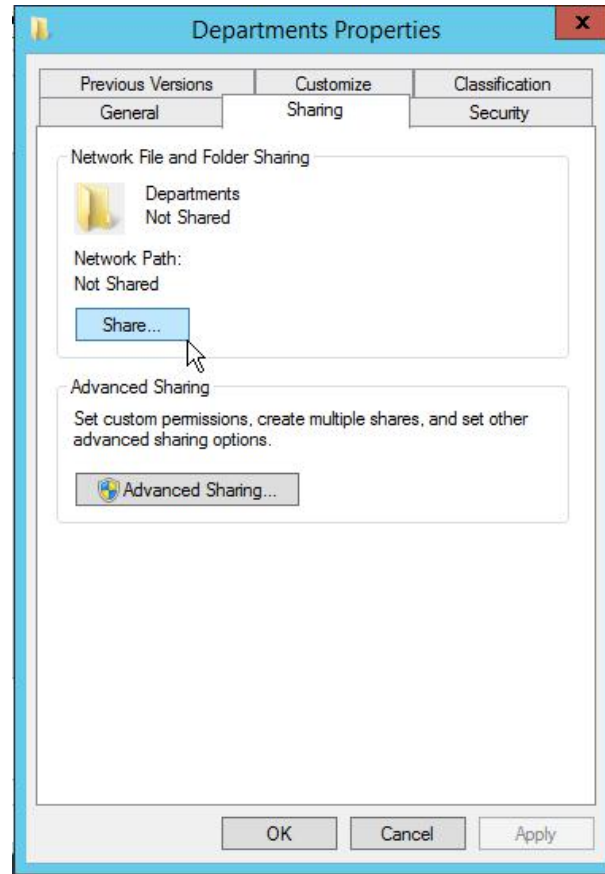 Departments Properties
x
Previous Versions
Customize
Classification
General
Sharing
Security
Network File and Folder Sharing
Departments
Not Shared
Network Path:
Not Shared
Share...
Advanced Sharing
Set custom permissions, create multiple shares, and set other
advanced sharing options.
Advanced Sharing...
OK
Cancel
Apply